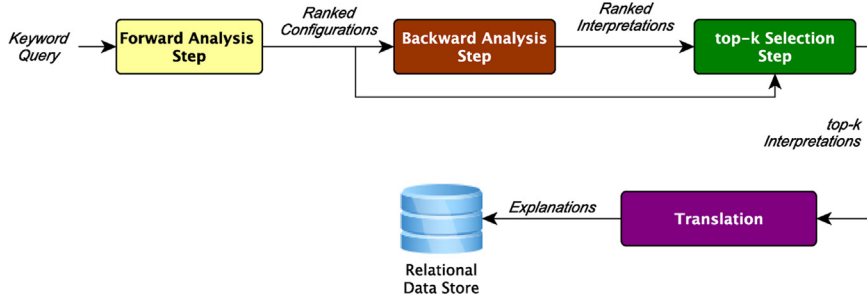 Keyword
Query
Forward Analysis
Step
Ranked
Configurations
Backward Analysis
Step
Ranked
Interpretations
top-k Selection
Step
top-k
Interpretations
Translation
Explanations
Relational
Data Store